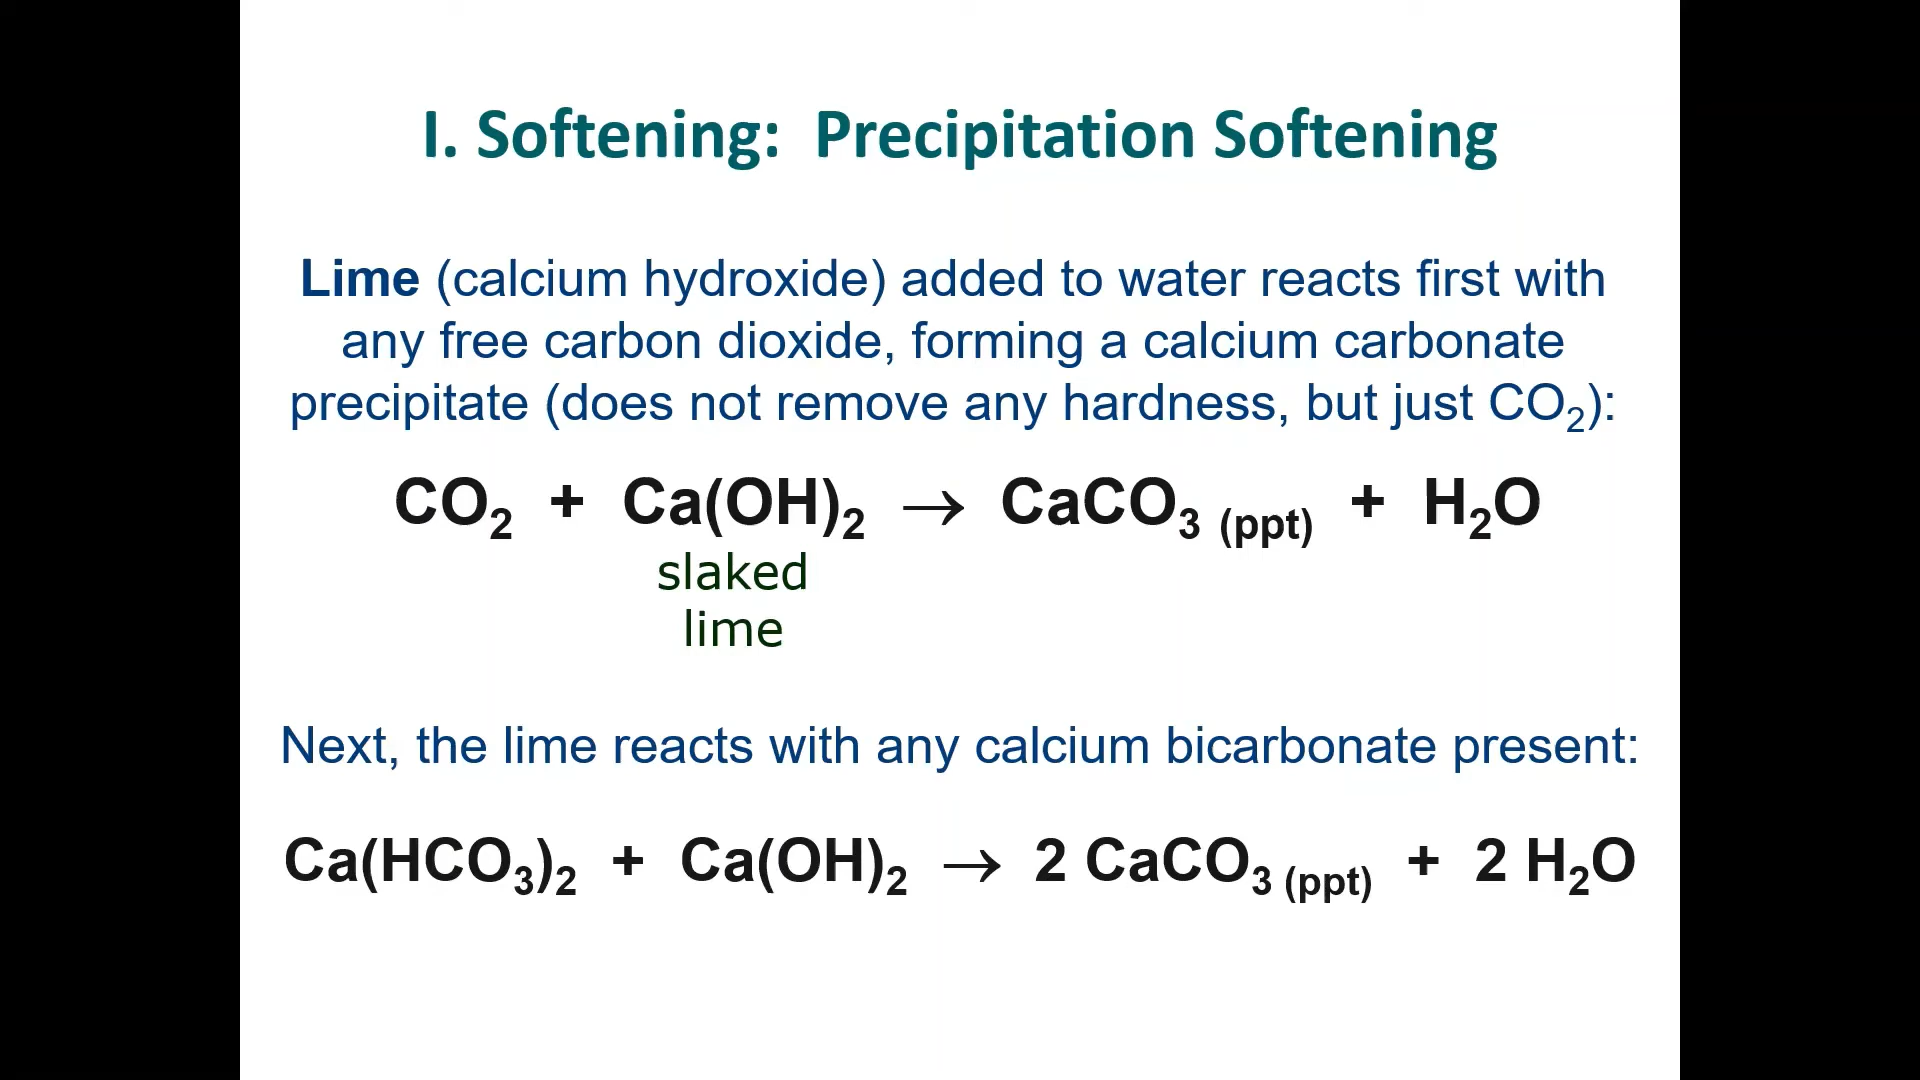 I. Softening:  Precipitation Softening
Lime (calcium hydroxide) added to water reacts first with
any free carbon dioxide, forming a calcium carbonate
precipitate (does not remove any hardness, but just CO₂):
CO₂ + Ca(OH)₂ → CaCO₃ (ppt) + H₂O
slaked
lime
Next, the lime reacts with any calcium bicarbonate present:
Ca(HCO₃)₂ + Ca(OH)₂ → 2 CaCO₃ (ppt) + 2 H₂O